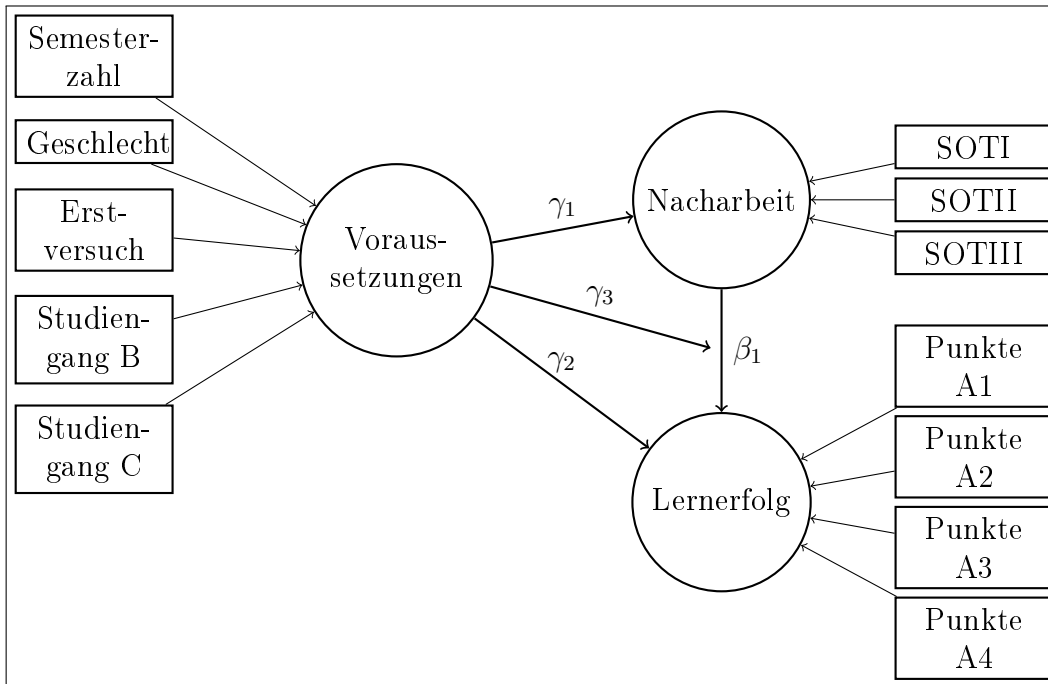 Semester-
zahl
Geschlecht
Erst-
versuch
Studien-
gang B
Studien-
gang C
Voraus-
setzungen
γ1
γ3
γ2
Nacharbeit
β1
Lernerfolg
SOTI
SOTII
SOTIII
Punkte
A1
Punkte
A2
Punkte
A3
Punkte
A4